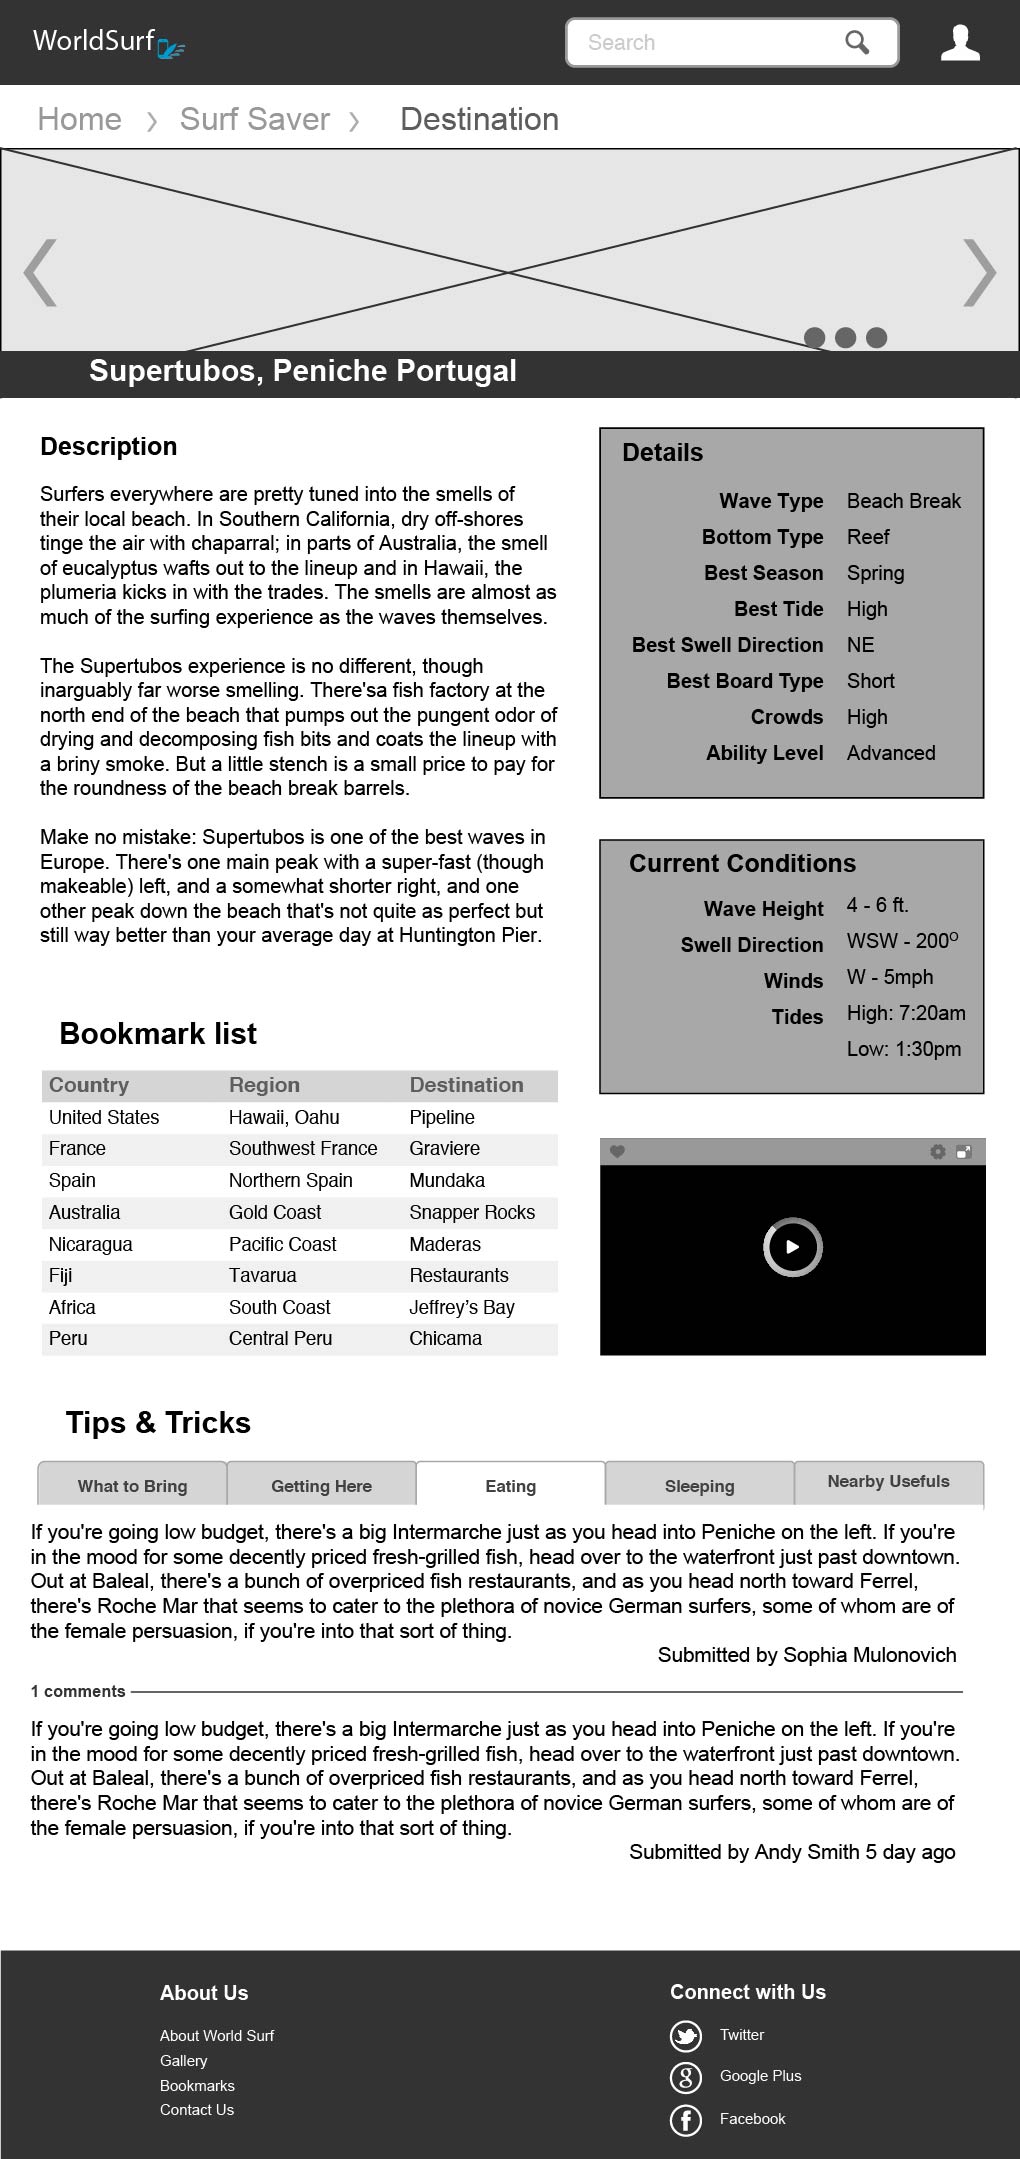 WorldSurf
Search
Home
Surf Saver
Destination
Supertubos, Peniche Portugal
Description
Surfers everywhere are pretty tuned into the smells of
their local beach. In Southern California, dry off-shores
tinge the air with chaparral; in parts of Australia, the smell
of eucalyptus wafts out to the lineup and in Hawaii, the
plumeria kicks in with the trades. The smells are almost as
much of the surfing experience as the waves themselves.
The Supertubos experience is no different, though
inarguably far worse smelling. There'sa fish factory at the
north end of the beach that pumps out the pungent odor of
drying and decomposing fish bits and coats the lineup with
a briny smoke. But a little stench is a small price to pay for
the roundness of the beach break barrels.
Make no mistake: Supertubos is one of the best waves in
Europe. There's one main peak with a super-fast (though
makeable) left, and a somewhat shorter right, and one
other peak down the beach that's not quite as perfect but
still way better than your average day at Huntington Pier.
Details
Wave Type Beach Break
Bottom Type Reef
Best Season Spring
Best Tide High
Best Swell Direction NE
Best Board Type Short
Crowds High
Ability Level Advanced
Current Conditions
Wave Height 4 - 6 ft.
Swell Direction WSW - 200º
Winds W - 5mph
Tides High: 7:20am
Low: 1:30pm
Bookmark list
Country Region Destination
United States Hawaii, Oahu Pipeline
France Southwest France Graviere
Spain Northern Spain Mundaka
Australia Gold Coast Snapper Rocks
Nicaragua Pacific Coast Maderas
Fiji Tavarua Restaurants
Africa South Coast Jeffrey’s Bay
Peru Central Peru Chicama
Tips & Tricks
What to Bring Getting Here Eating Sleeping Nearby Usefuls
If you're going low budget, there's a big Intermarche just as you head into Peniche on the left. If you're
in the mood for some decently priced fresh-grilled fish, head over to the waterfront just past downtown.
Out at Baleal, there's a bunch of overpriced fish restaurants, and as you head north toward Ferrel,
there's Roche Mar that seems to cater to the plethora of novice German surfers, some of whom are of
the female persuasion, if you're into that sort of thing.
Submitted by Sophia Mulonovich
1 comments
If you're going low budget, there's a big Intermarche just as you head into Peniche on the left. If you're
in the mood for some decently priced fresh-grilled fish, head over to the waterfront just past downtown.
Out at Baleal, there's a bunch of overpriced fish restaurants, and as you head north toward Ferrel,
there's Roche Mar that seems to cater to the plethora of novice German surfers, some of whom are of
the female persuasion, if you're into that sort of thing.
Submitted by Andy Smith 5 day ago
About Us
About World Surf
Gallery
Bookmarks
Contact Us
Connect with Us
Twitter
Google Plus
Facebook